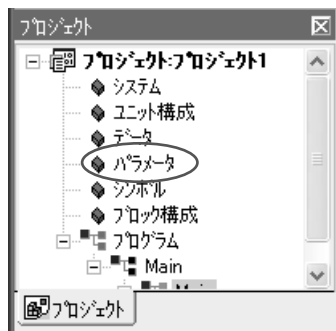 プロジェクト
プロジェクト:プロジェクト1
システム
ユニット構成
データ
パラメータ
シンボル
ブロック構成
プログラム
Main
プロジェクト